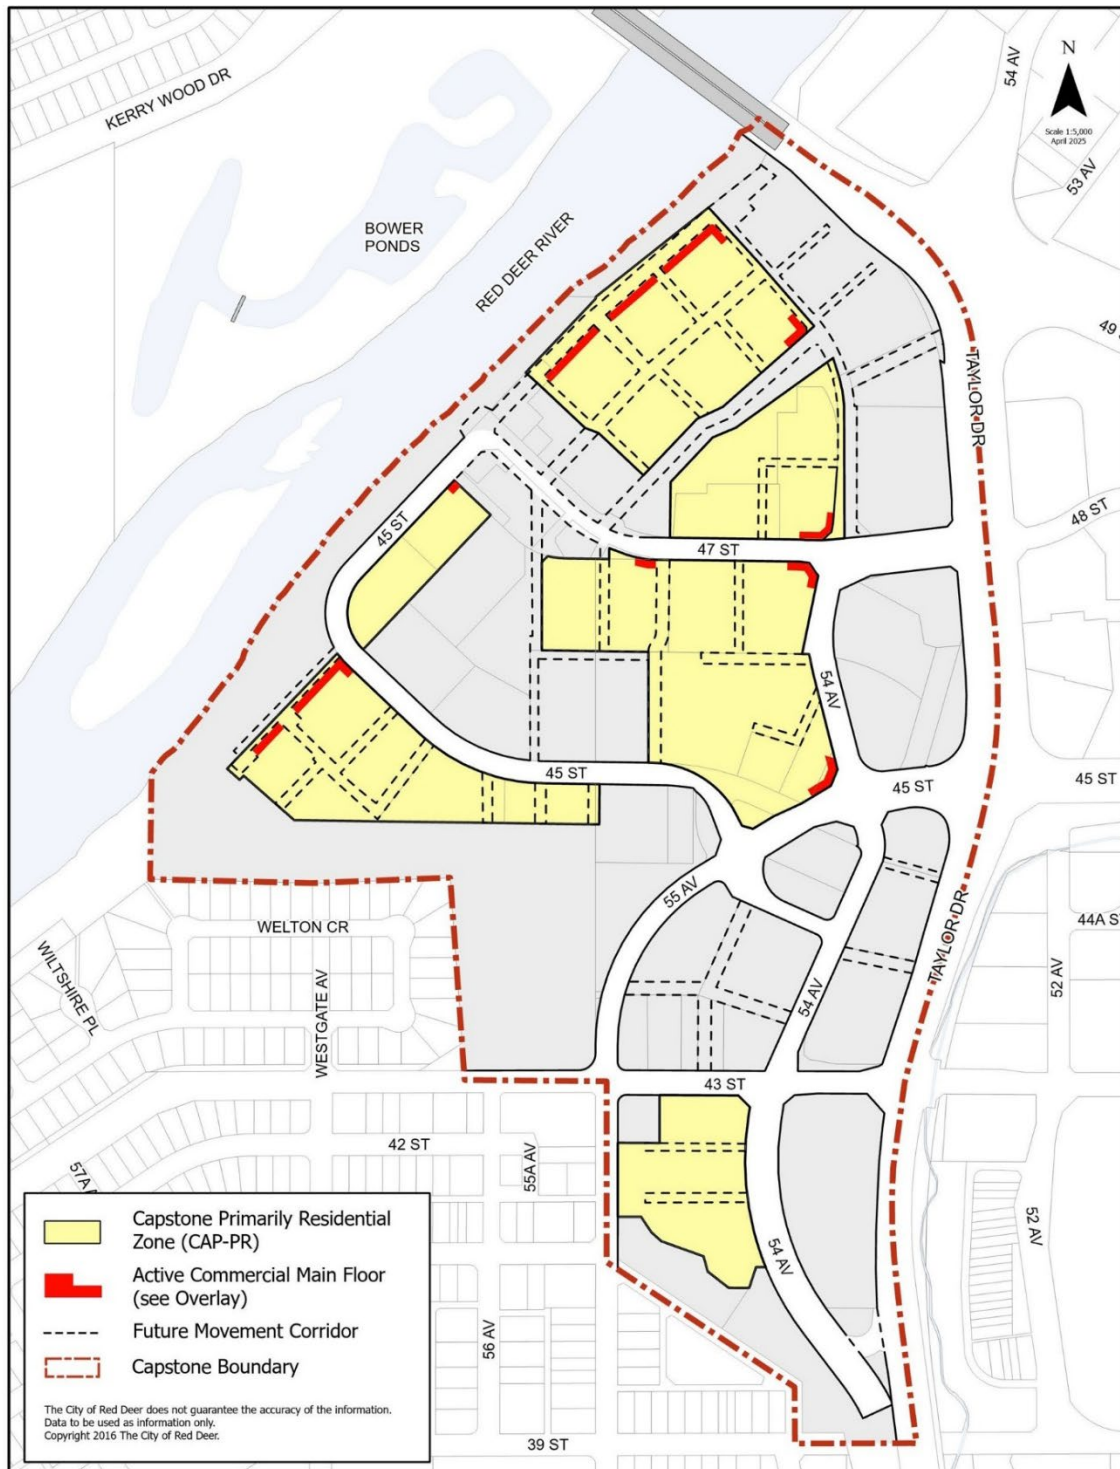 54 AV
N
Scale 1:5,000
April 2025
KERRY WOOD DR
53 AV
BOWER
PONDS
RED DEER RIVER
49
TAYLOR DR
48 ST
45 ST
47 ST
54 AV
45 ST
45 ST
45 ST
55 AV
TAYLOR DR
44A ST
WELTON CR
WILTSHIRE PL
WESTGATE AV
54 AV
52 AV
43 ST
42 ST
55A AV
57A A
52 AV
54 AV
56 AV
39 ST
Capstone Primarily Residential
Zone (CAP-PR)
Active Commercial Main Floor
(see Overlay)
Future Movement Corridor
Capstone Boundary
The City of Red Deer does not guarantee the accuracy of the information.
Data to be used as information only.
Copyright 2016 The City of Red Deer.